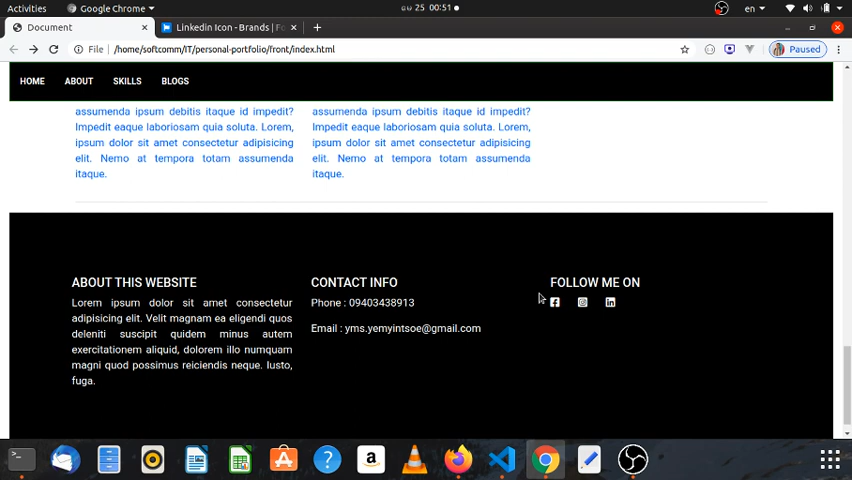 Activities
Google Chrome
ဇူ 25 00:51
en
Document
Linkedin Icon - Brands | Fo
File
/home/softcomm/IT/personal-portfolio/front/index.html
Paused
HOME ABOUT SKILLS BLOGS
assumenda ipsum debitis itaque id impedit?
Impedit eaque laboriosam quia soluta. Lorem,
ipsum dolor sit amet consectetur adipisicing
elit. Nemo at tempora totam assumenda
itaque.
assumenda ipsum debitis itaque id impedit?
Impedit eaque laboriosam quia soluta. Lorem,
ipsum dolor sit amet consectetur adipisicing
elit. Nemo at tempora totam assumenda
itaque.
ABOUT THIS WEBSITE
Lorem ipsum dolor sit amet consectetur
adipisicing elit. Velit magnam ea eligendi quos
deleniti suscipit quidem minus autem
exercitationem aliquid, dolorem illo numquam
magni quod possimus reiciendis neque. Iusto,
fuga.
CONTACT INFO
Phone : 09403438913
Email : yms.yemyintsoe@gmail.com
FOLLOW ME ON